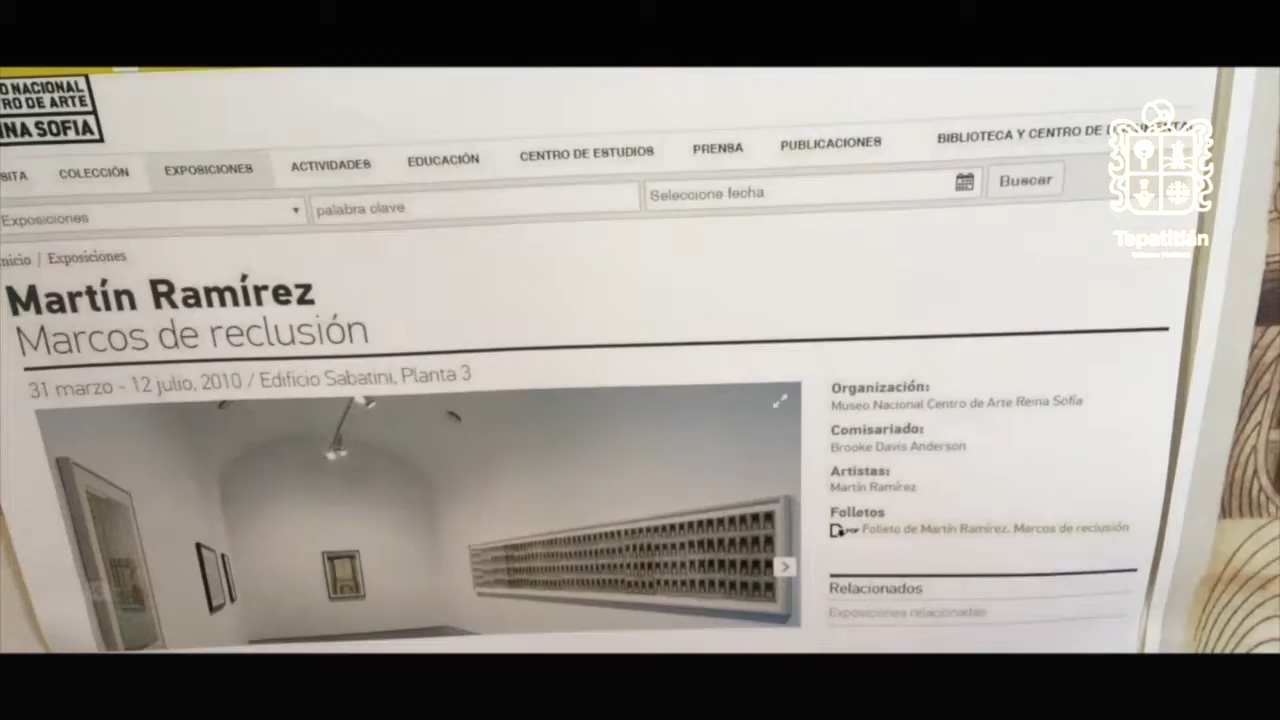 O NACIONAL
RO DE ARTE
INA SOFIA
SITA COLECCIÓN EXPOSICIONES ACTIVIDADES EDUCACIÓN CENTRO DE ESTUDIOS PRENSA PUBLICACIONES BIBLIOTECA Y CENTRO DE
Exposiciones palabra clave Seleccione fecha Buscar
nicio / Exposiciones
Martín Ramírez
Marcos de reclusión
31 marzo - 12 julio, 2010 / Edificio Sabatini, Planta 3
Organización:
Museo Nacional Centro de Arte Reina Sofía
Comisariado:
Brooke Davis Anderson
Artistas:
Martín Ramírez
Folletos
PDF Folleto de Martín Ramírez. Marcos de reclusión
Relacionados
Exposiciones relacionadas
Tepatitlán